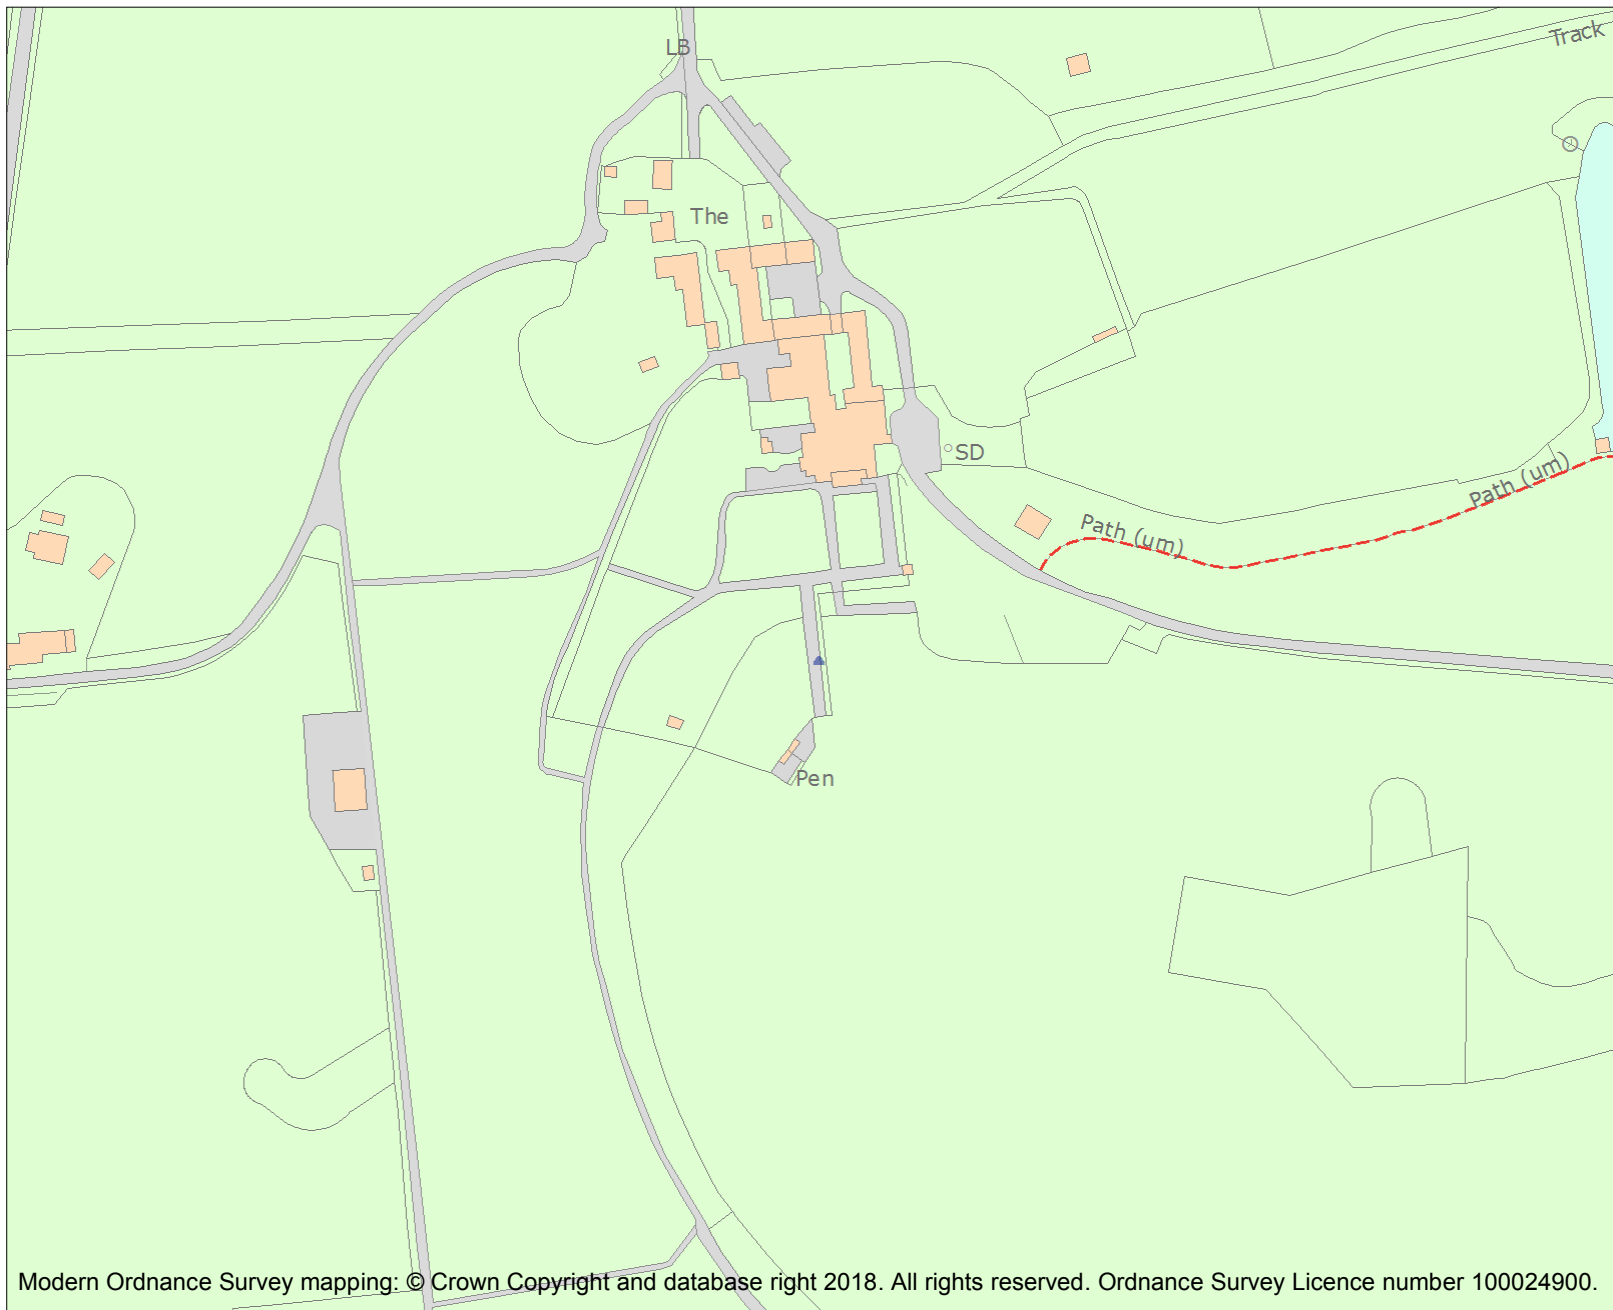 Track
LB
The
SD
Path (um)
Path (um)
Pen
Modern Ordnance Survey mapping: © Crown Copyright and database right 2018. All rights reserved. Ordnance Survey Licence number 100024900.